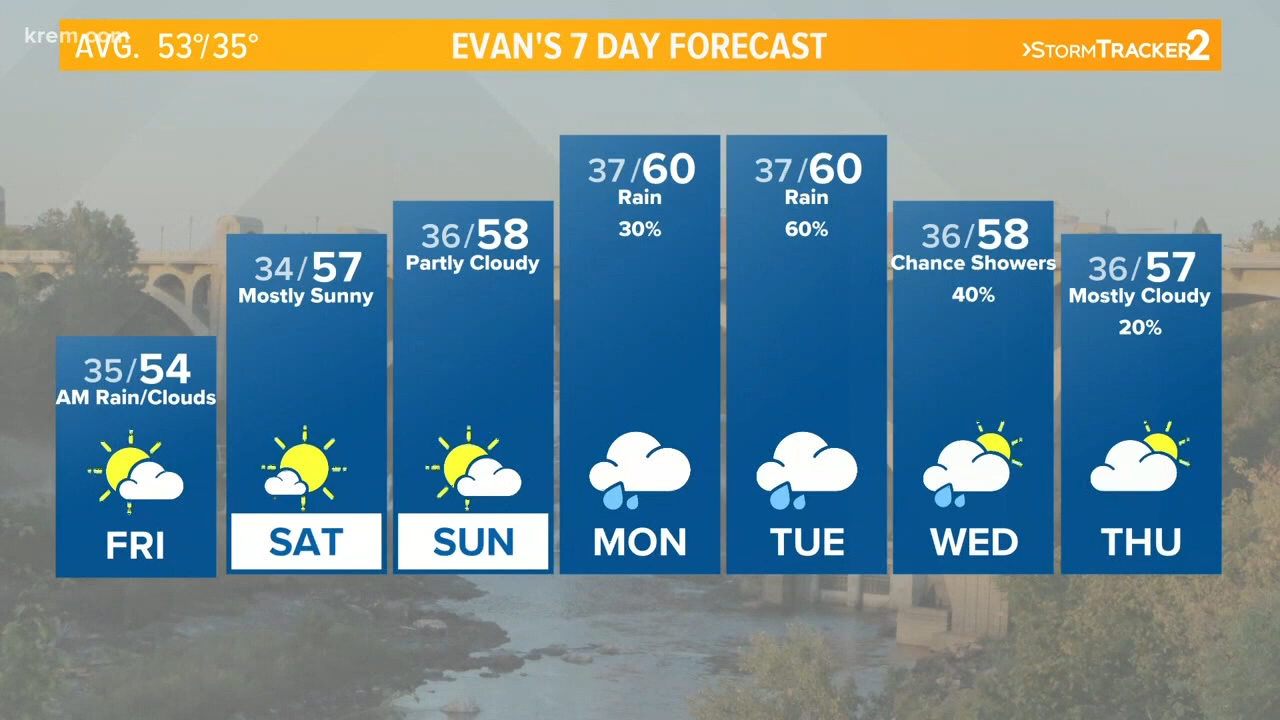 krem.com
AVG. 53°/35°
EVAN'S 7 DAY FORECAST
›STORMTRACKER2
35/54
AM Rain/Clouds
FRI
34/57
Mostly Sunny
SAT
36/58
Partly Cloudy
SUN
37/60
Rain
30%
MON
37/60
Rain
60%
TUE
36/58
Chance Showers
40%
WED
36/57
Mostly Cloudy
20%
THU